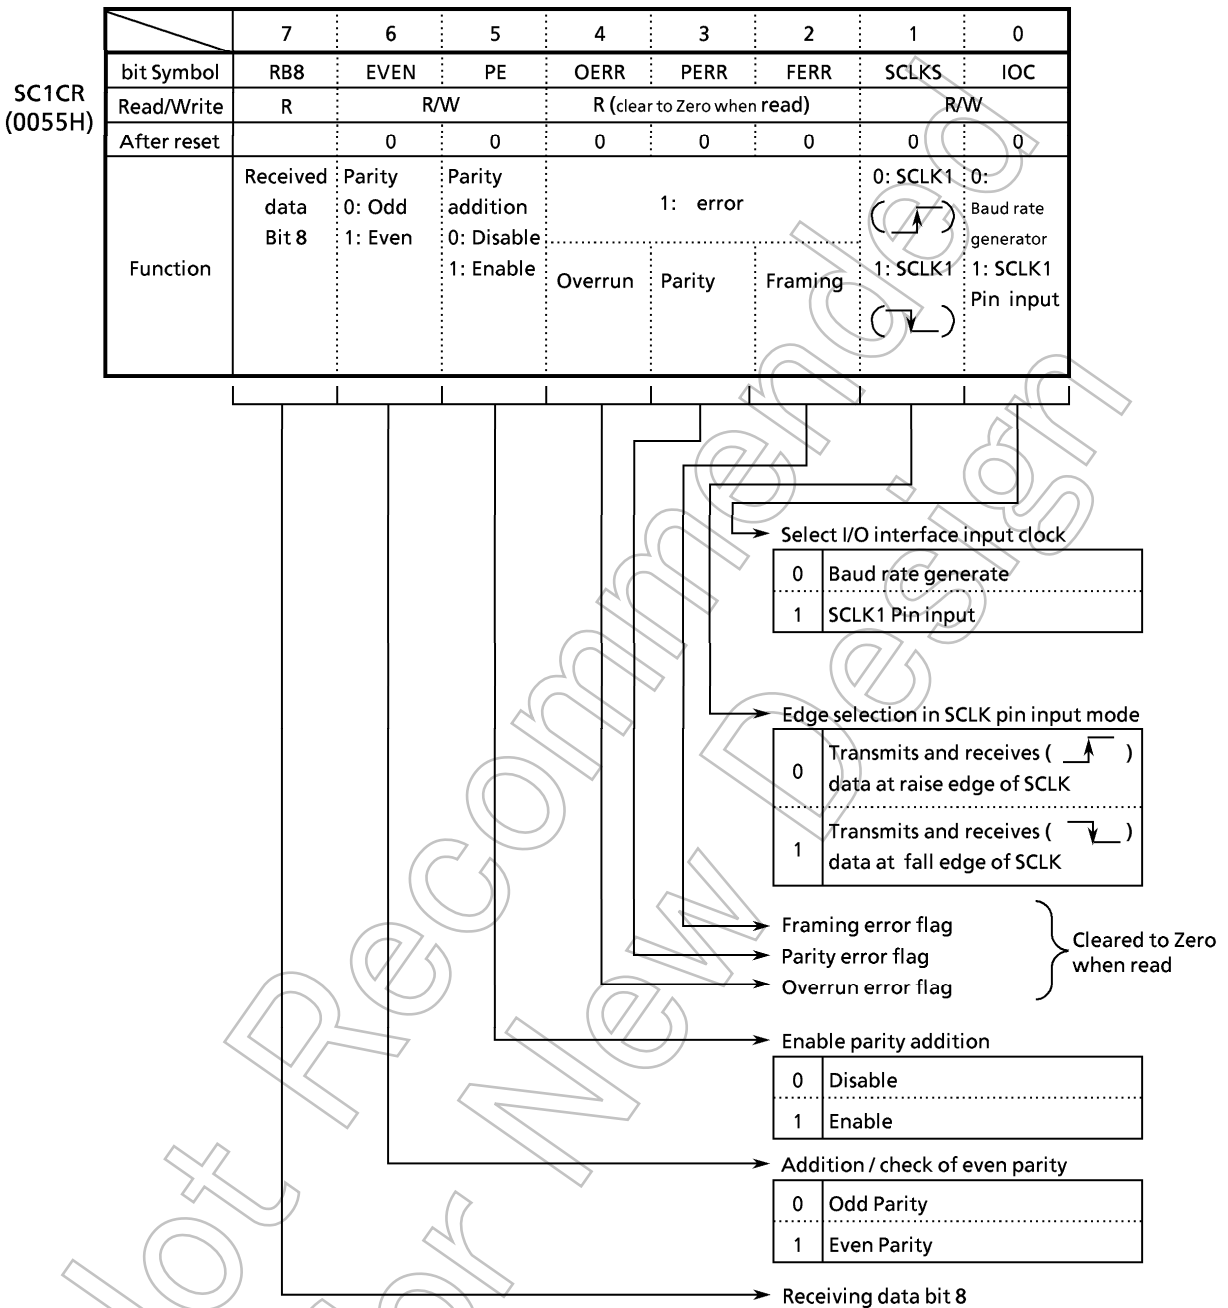 7 6 5 4 3 2 1 0
bit Symbol RB8 EVEN PE OERR PERR FERR SCLKS IOC
SC1CR
(0055H)
Read/Write R R/W R (clear to Zero when read) R/W
After reset 0 0 0 0 0 0 0
Function
Received
data
Bit 8
Parity
0: Odd
1: Even
Parity
addition
0: Disable
1: Enable
1: error
Overrun Parity Framing
0: SCLK1
( )
1: SCLK1
( )
0:
Baud rate
generator
1: SCLK1
Pin input
Select I/O interface input clock
0 Baud rate generate
1 SCLK1 Pin input
Edge selection in SCLK pin input mode
0 Transmits and receives ( )
data at raise edge of SCLK
1 Transmits and receives ( )
data at fall edge of SCLK
Framing error flag
Parity error flag
Overrun error flag
Cleared to Zero
when read
Enable parity addition
0 Disable
1 Enable
Addition / check of even parity
0 Odd Parity
1 Even Parity
Receiving data bit 8
Not Recommended
for New Design